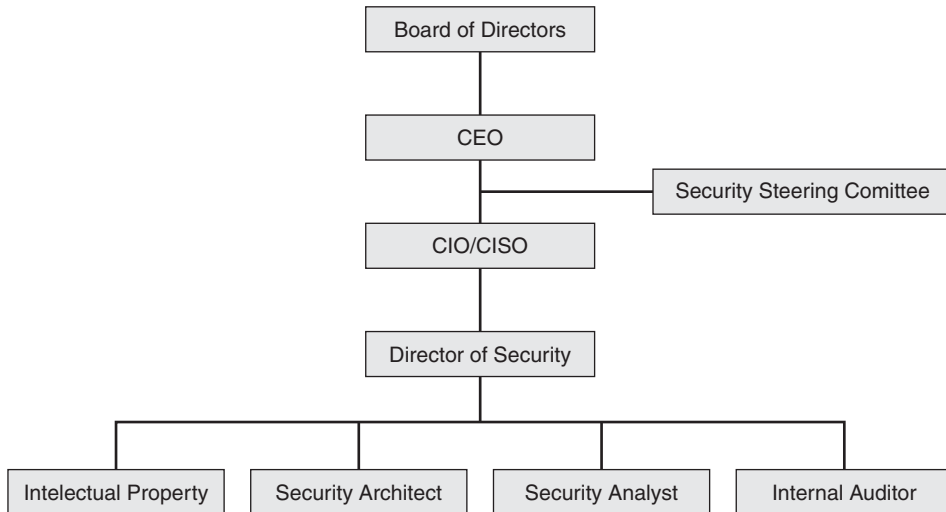 Board of Directors
CEO
Security Steering Comittee
CIO/CISO
Director of Security
Intelectual Property
Security Architect
Security Analyst
Internal Auditor